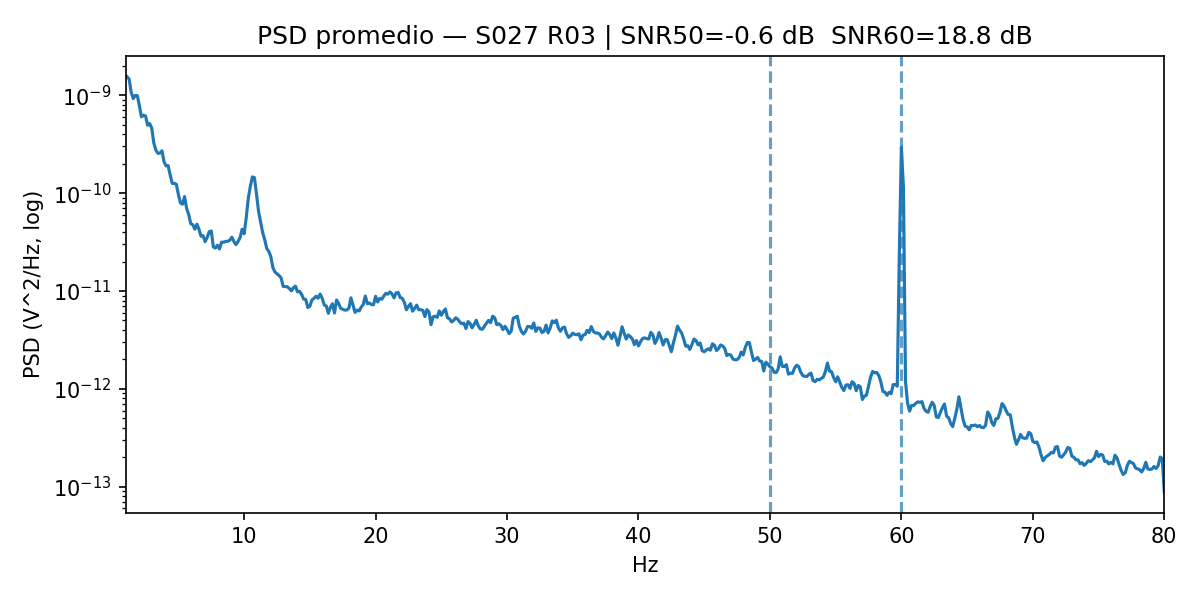 PSD promedio — S027 R03 | SNR50=-0.6 dB  SNR60=18.8 dB
PSD (V^2/Hz, log)
10⁻⁹
10⁻¹⁰
10⁻¹¹
10⁻¹²
10⁻¹³
10 20 30 40 50 60 70 80
Hz